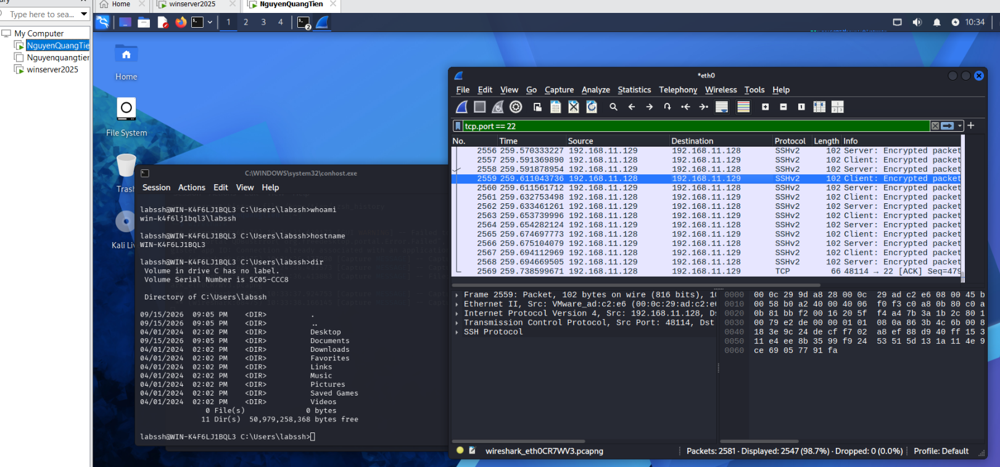 ary
Home
winserver2025
NguyenQuangTien
Type here to sea...
My Computer
NguyenQuangTie
Nguyenquangtien
winserver2025
1 2 3 4
2
10:34
Home
File System
Trash
Kali Liv
C:\WINDOWS\system32\conhost.exe
Session Actions Edit View Help
labssh@WIN-K4F6LJ1BQL3 C:\Users\labssh>whoami
win-k4f6lj1bql3\labssh
labssh@WIN-K4F6LJ1BQL3 C:\Users\labssh>hostname
WIN-K4F6LJ1BQL3
labssh@WIN-K4F6LJ1BQL3 C:\Users\labssh>dir
Volume in drive C has no label.
Volume Serial Number is 5C05-CCC8
Directory of C:\Users\labssh
09/15/2026 09:05 PM <DIR> .
09/15/2026 09:05 PM <DIR> ..
04/01/2024 02:02 PM <DIR> Desktop
09/15/2026 09:05 PM <DIR> Documents
04/01/2024 02:02 PM <DIR> Downloads
04/01/2024 02:02 PM <DIR> Favorites
04/01/2024 02:02 PM <DIR> Links
04/01/2024 02:02 PM <DIR> Music
04/01/2024 02:02 PM <DIR> Pictures
04/01/2024 02:02 PM <DIR> Saved Games
04/01/2024 02:02 PM <DIR> Videos
0 File(s) 0 bytes
11 Dir(s) 50,979,258,368 bytes free
labssh@WIN-K4F6LJ1BQL3 C:\Users\labssh>
*eth0
File Edit View Go Capture Analyze Statistics Telephony Wireless Tools Help
tcp.port == 22
No. Time Source Destination Protocol Length Info
2556 259.570333227 192.168.11.129 192.168.11.128 SSHv2 102 Server: Encrypted packet
2557 259.591369890 192.168.11.128 192.168.11.129 SSHv2 102 Client: Encrypted packet
2558 259.591878954 192.168.11.129 192.168.11.128 SSHv2 102 Server: Encrypted packet
2559 259.611043736 192.168.11.128 192.168.11.129 SSHv2 102 Client: Encrypted packet
2560 259.611561712 192.168.11.129 192.168.11.128 SSHv2 102 Server: Encrypted packet
2561 259.632753498 192.168.11.128 192.168.11.129 SSHv2 102 Client: Encrypted packet
2562 259.633461261 192.168.11.129 192.168.11.128 SSHv2 102 Server: Encrypted packet
2563 259.653739996 192.168.11.128 192.168.11.129 SSHv2 102 Client: Encrypted packet
2564 259.654282124 192.168.11.129 192.168.11.128 SSHv2 102 Server: Encrypted packet
2565 259.674697773 192.168.11.128 192.168.11.129 SSHv2 102 Client: Encrypted packet
2566 259.675104079 192.168.11.129 192.168.11.128 SSHv2 102 Server: Encrypted packet
2567 259.694112969 192.168.11.128 192.168.11.129 SSHv2 102 Client: Encrypted packet
2568 259.694669505 192.168.11.129 192.168.11.128 SSHv2 102 Server: Encrypted packet
2569 259.738599671 192.168.11.128 192.168.11.129 TCP 66 48114 → 22 [ACK] Seq=479
Frame 2559: Packet, 102 bytes on wire (816 bits), 10
Ethernet II, Src: VMware_ad:c2:e6 (00:0c:29:ad:c2:e6
Internet Protocol Version 4, Src: 192.168.11.128, Ds
Transmission Control Protocol, Src Port: 48114, Dst
SSH Protocol
0000 00 0c 29 9d a8 28 00 0c 29 ad c2 e6 08 00 45 b
0010 00 58 b0 a2 40 00 40 06 f0 f3 c0 a8 0b 80 c0 a
0020 0b 81 bb f2 00 16 20 5f f4 a4 7b 3a 1b 2c 80 1
0030 00 79 e2 de 00 00 01 01 08 0a 86 3b 4c 6b 00 8
0040 18 3e 9c 24 de cf f7 02 a8 ef 88 d9 40 ff 15 3
0050 11 e4 ee 8b 35 99 f9 24 53 51 5d 13 1a 11 4e 9
0060 ce 69 05 77 91 fa
wireshark_eth0CR7WV3.pcapng
Packets: 2581 · Displayed: 2547 (98.7%) · Dropped: 0 (0.0%)
Profile: Default